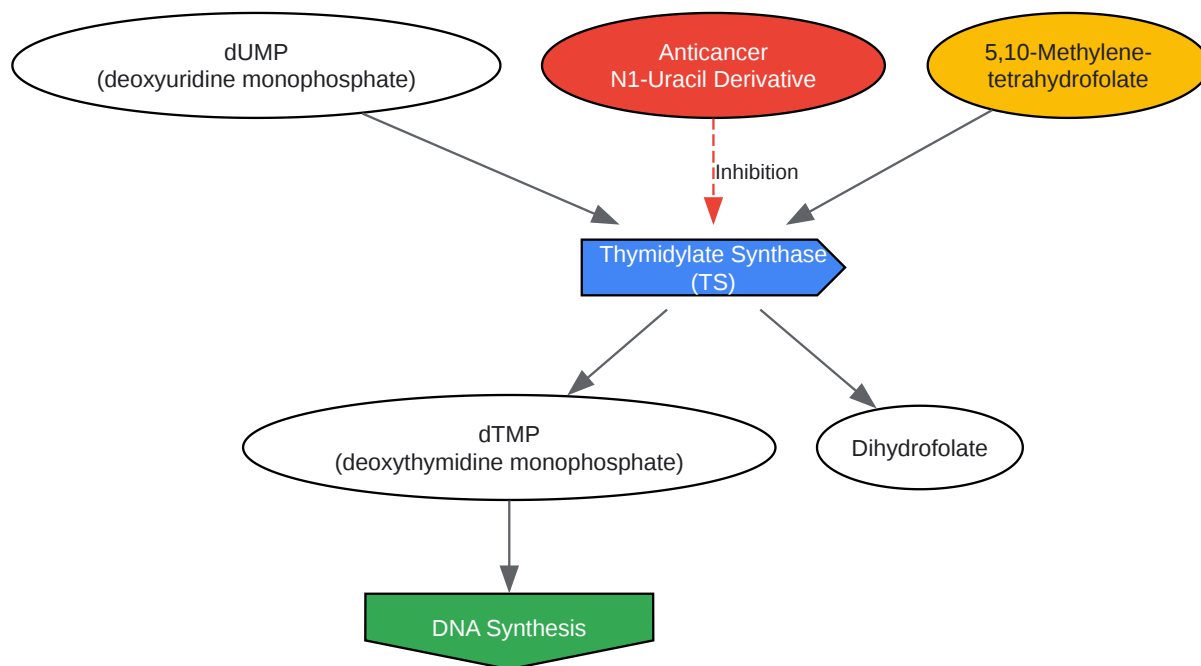 dUMP
(deoxyuridine monophosphate)
Anticancer
N1-Uracil Derivative
5,10-Methylene-
tetrahydrofolate
Inhibition
Thymidylate Synthase
(TS)
dTMP
(deoxythymidine monophosphate)
Dihydrofolate
DNA Synthesis